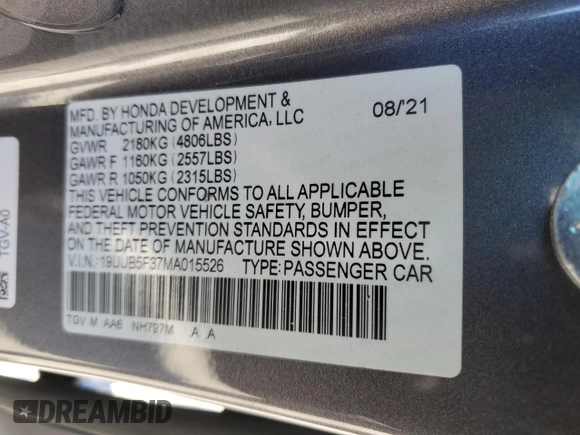 MFD. BY HONDA DEVELOPMENT &
MANUFACTURING OF AMERICA, LLC 08/'21
GVWR 2180KG (4806LBS)
GAWR F 1160KG (2557LBS)
GAWR R 1050KG (2315LBS)
THIS VEHICLE CONFORMS TO ALL APPLICABLE
FEDERAL MOTOR VEHICLE SAFETY, BUMPER,
AND THEFT PREVENTION STANDARDS IN EFFECT
ON THE DATE OF MANUFACTURE SHOWN ABOVE.
V.I.N.:19UUB5F37MA015526 TYPE:PASSENGER CAR
TGV M AA6 NH797M A A
TGV-A0
DREAMBID